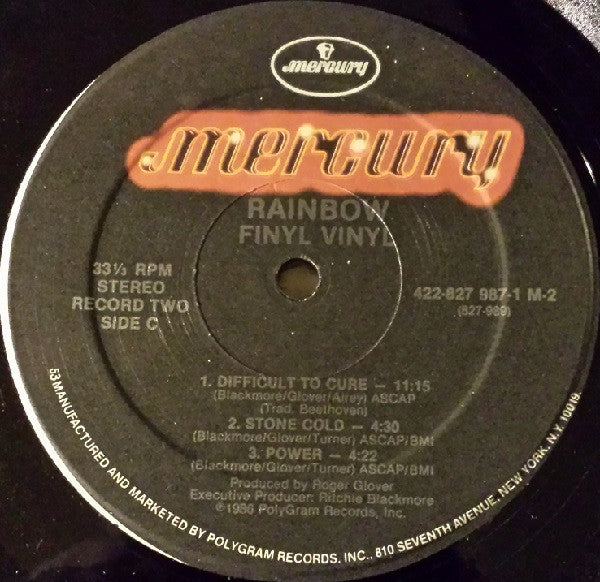 mercury
mercury
RAINBOW
FINYL VINYL
33⅓ RPM
STEREO
RECORD TWO
SIDE C
422-827 987-1 M-2
(827-989)
1. DIFFICULT TO CURE — 11:15
(Blackmore/Glover/Airey) ASCAP
(Trad. Beethoven)
2. STONE COLD — 4:30
(Blackmore/Glover/Turner) ASCAP/BMI
3. POWER — 4:22
(Blackmore/Glover/Turner) ASCAP/BMI
Produced by Roger Glover
Executive Producer: Ritchie Blackmore
℗1986 PolyGram Records, Inc.
53 MANUFACTURED AND MARKETED BY POLYGRAM RECORDS, INC., 810 SEVENTH AVENUE, NEW YORK, N.Y. 10019